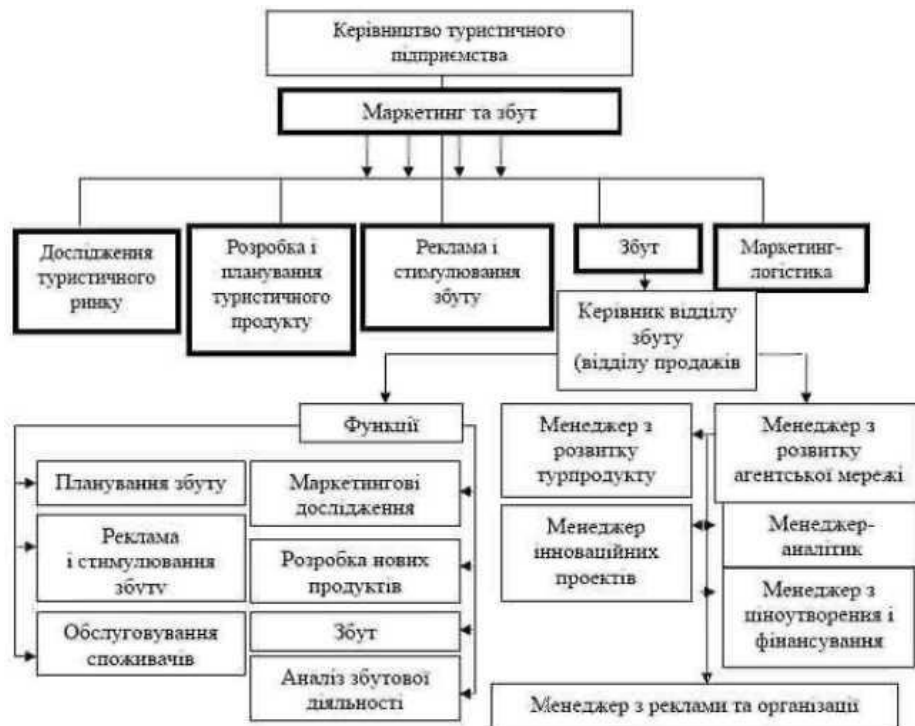 Керівництво туристичного
підприємства
Маркетинг та збут
Дослідження
туристичного
ринку
Розробка і
планування
туристичного
продукту
Реклама і
стимулювання
збуту
Збут
Маркетинг-
логістика
Керівник відділу
збуту
(відділу продажів
Функції
Планування збуту
Реклама
і стимулювання
збуту
Обслуговування
споживачів
Маркетингові
дослідження
Розробка нових
продуктів
Збут
Аналіз збутової
діяльності
Менеджер з
розвитку
турпродукту
Менеджер
інноваційних
проектів
Менеджер з
розвитку
агентської мережі
Менеджер-
аналітик
Менеджер з
ціноутворення і
фінансування
Менеджер з реклами та організації